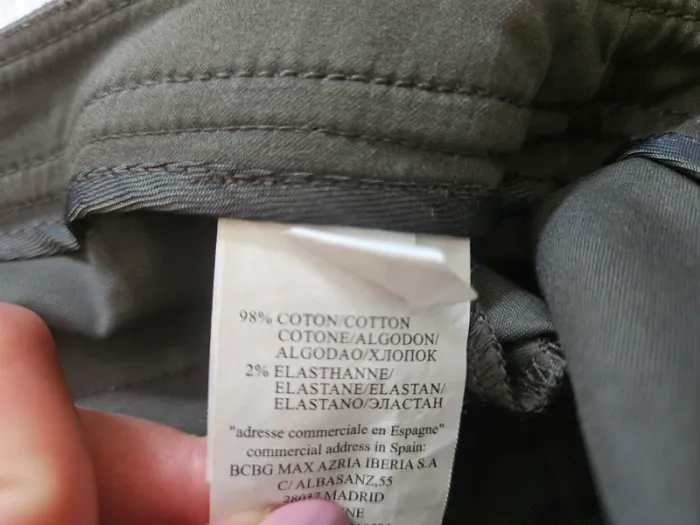 98% COTON/COTTON
COTONE/ALGODON/
ALGODAO/ХЛОПОК
2% ELASTHANNE/
ELASTANE/ELASTAN/
ELASTANO/ЭЛАСТАН
"adresse commerciale en Espagne"
commercial address in Spain:
BCBG MAX AZRIA IBERIA S.A
C/ ALBASANZ,55
28037 MADRID